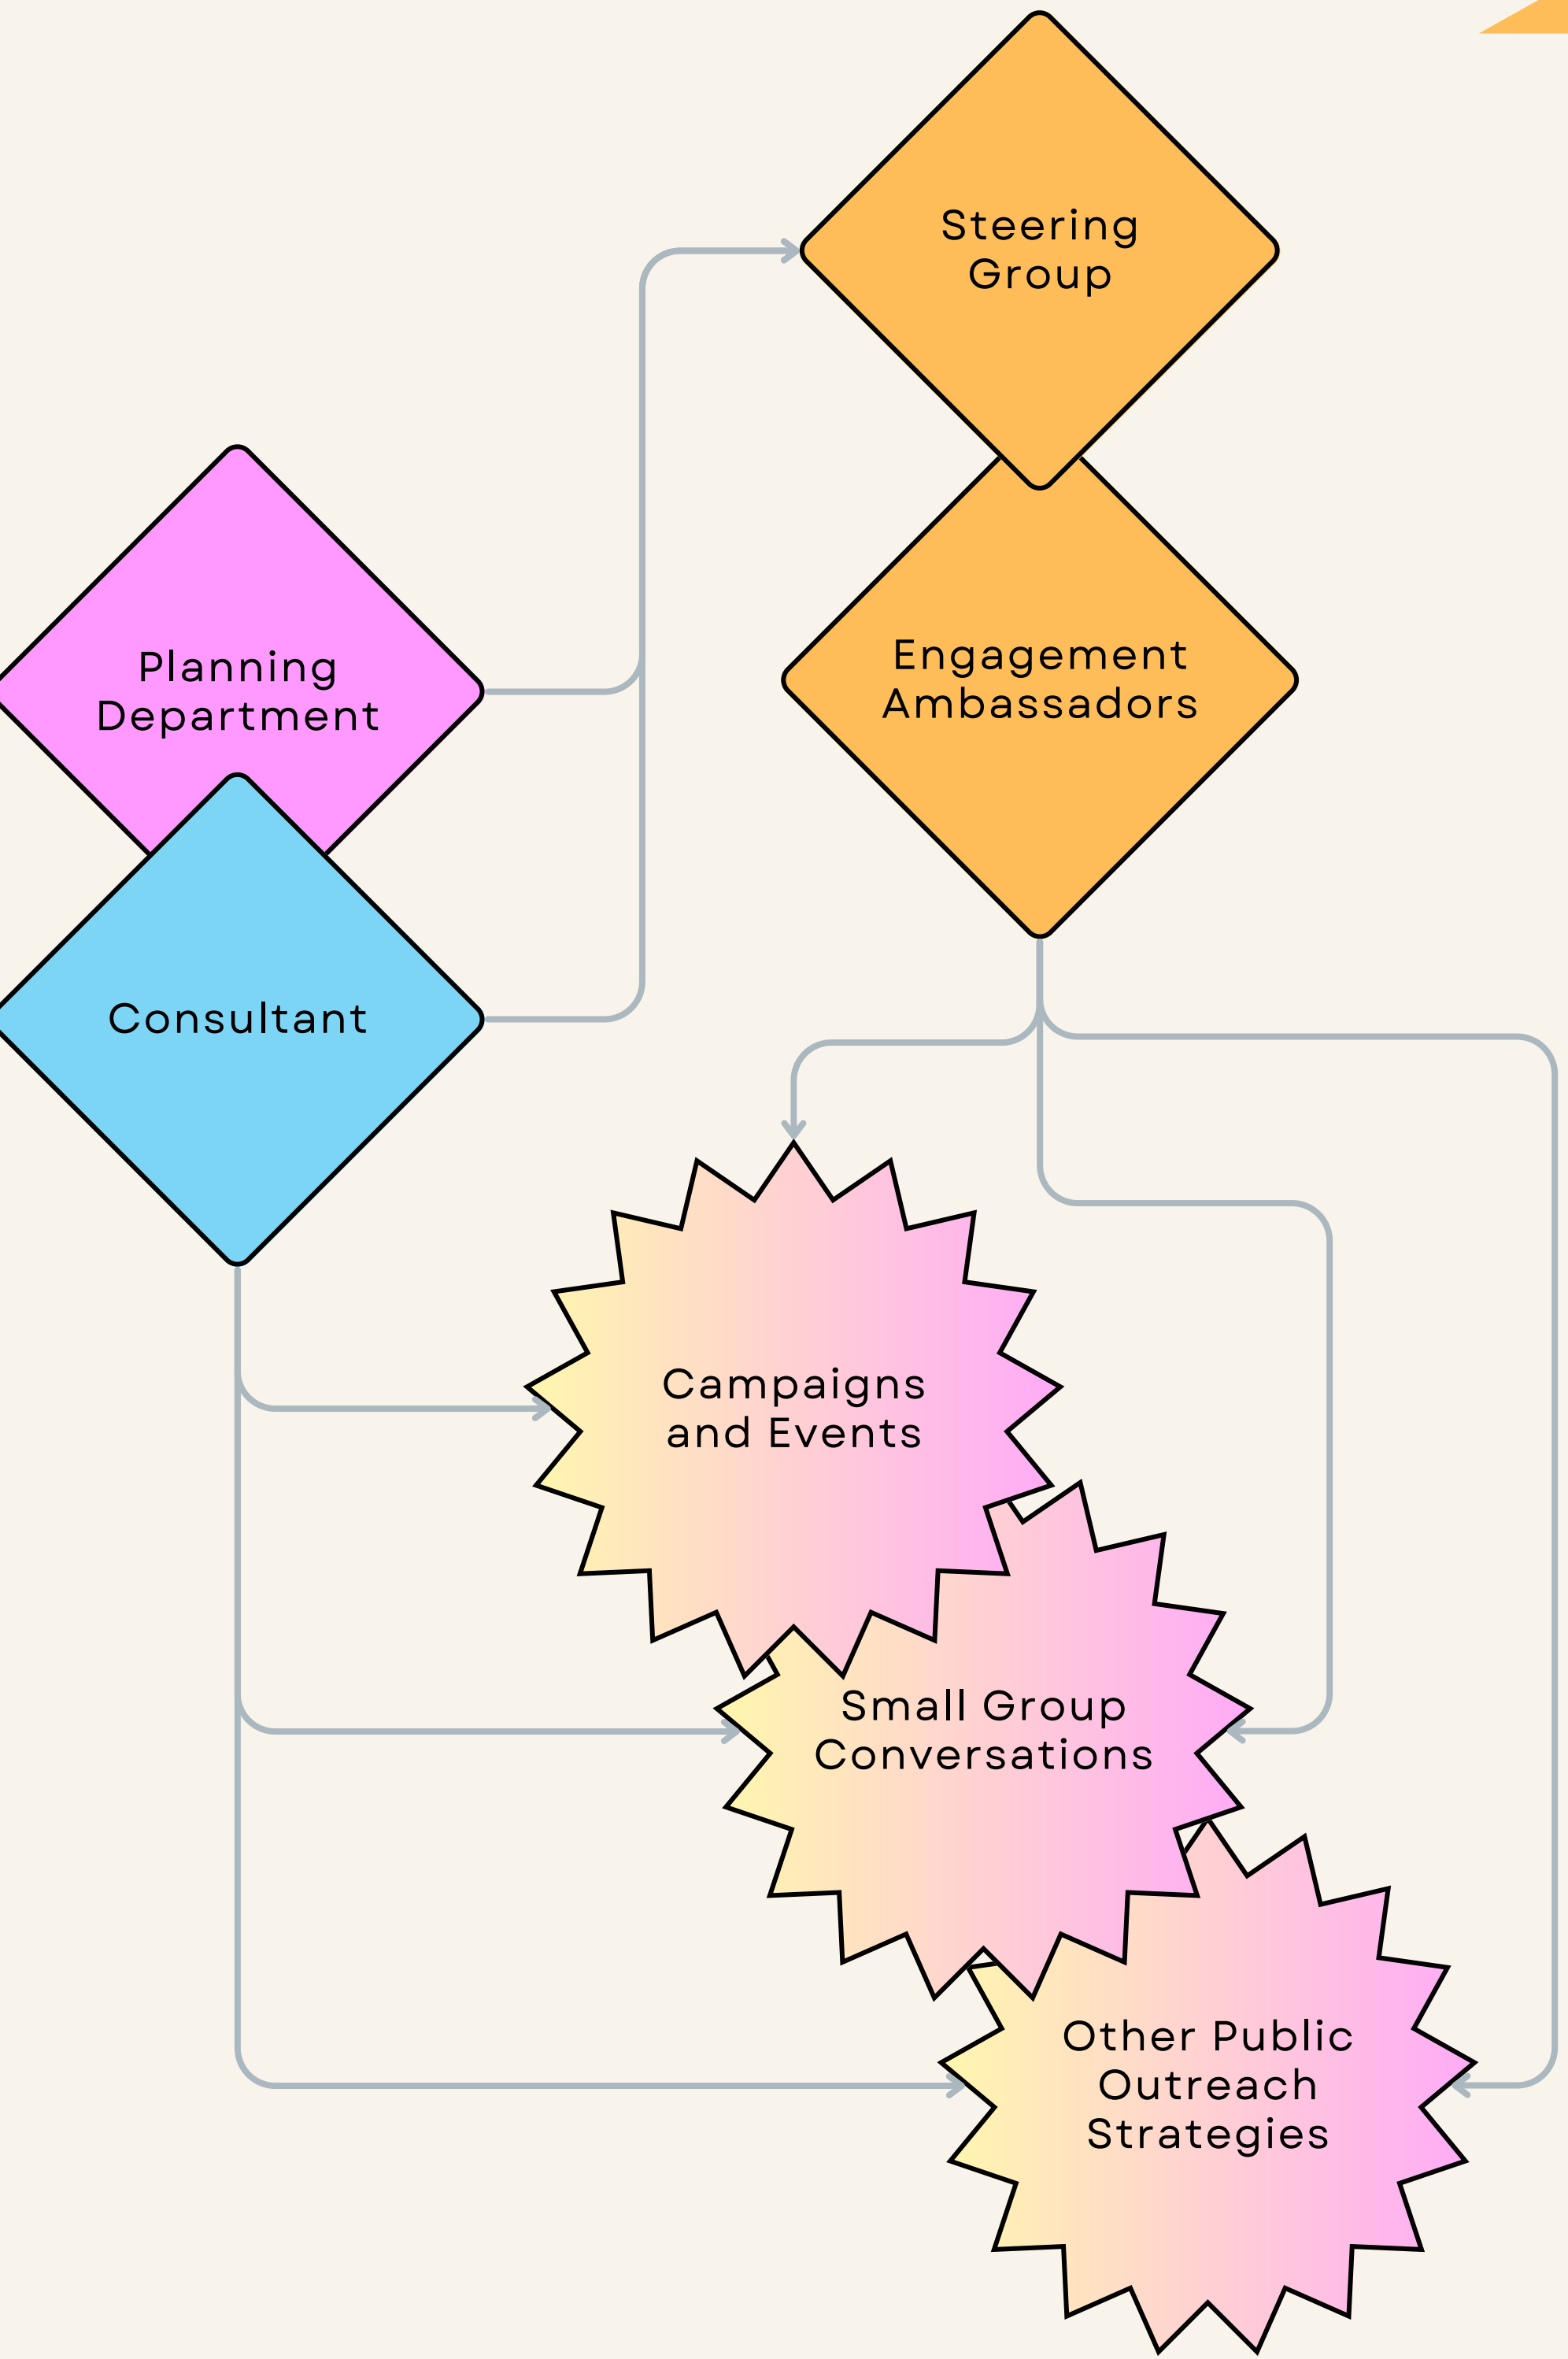 Steering
Group
Engagement
Ambassadors
Planning
Department
Consultant
Campaigns
and Events
Small Group
Conversations
Other Public
Outreach
Strategies